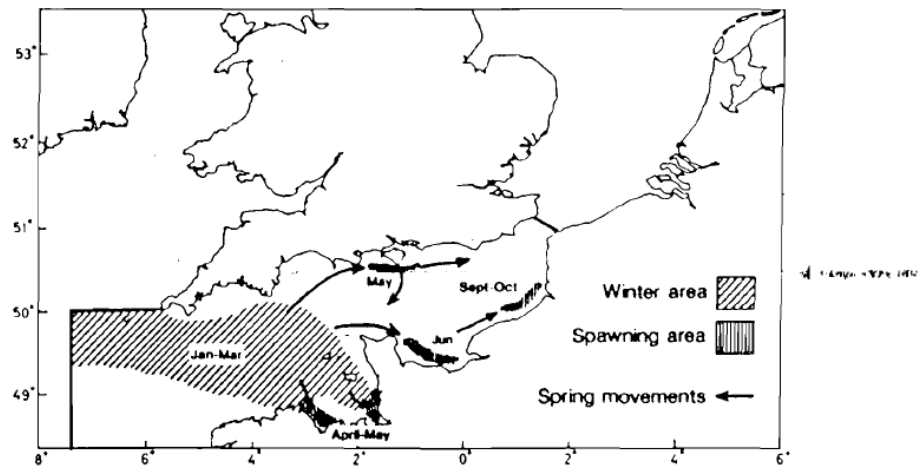 53°
52°
51°
50°
49°
May
Sept-Oct
Jun
Jan-Mar
April-May
Winter area
Spawning area
Spring movements
8° 6° 4° 2° 0° 2° 4° 6°